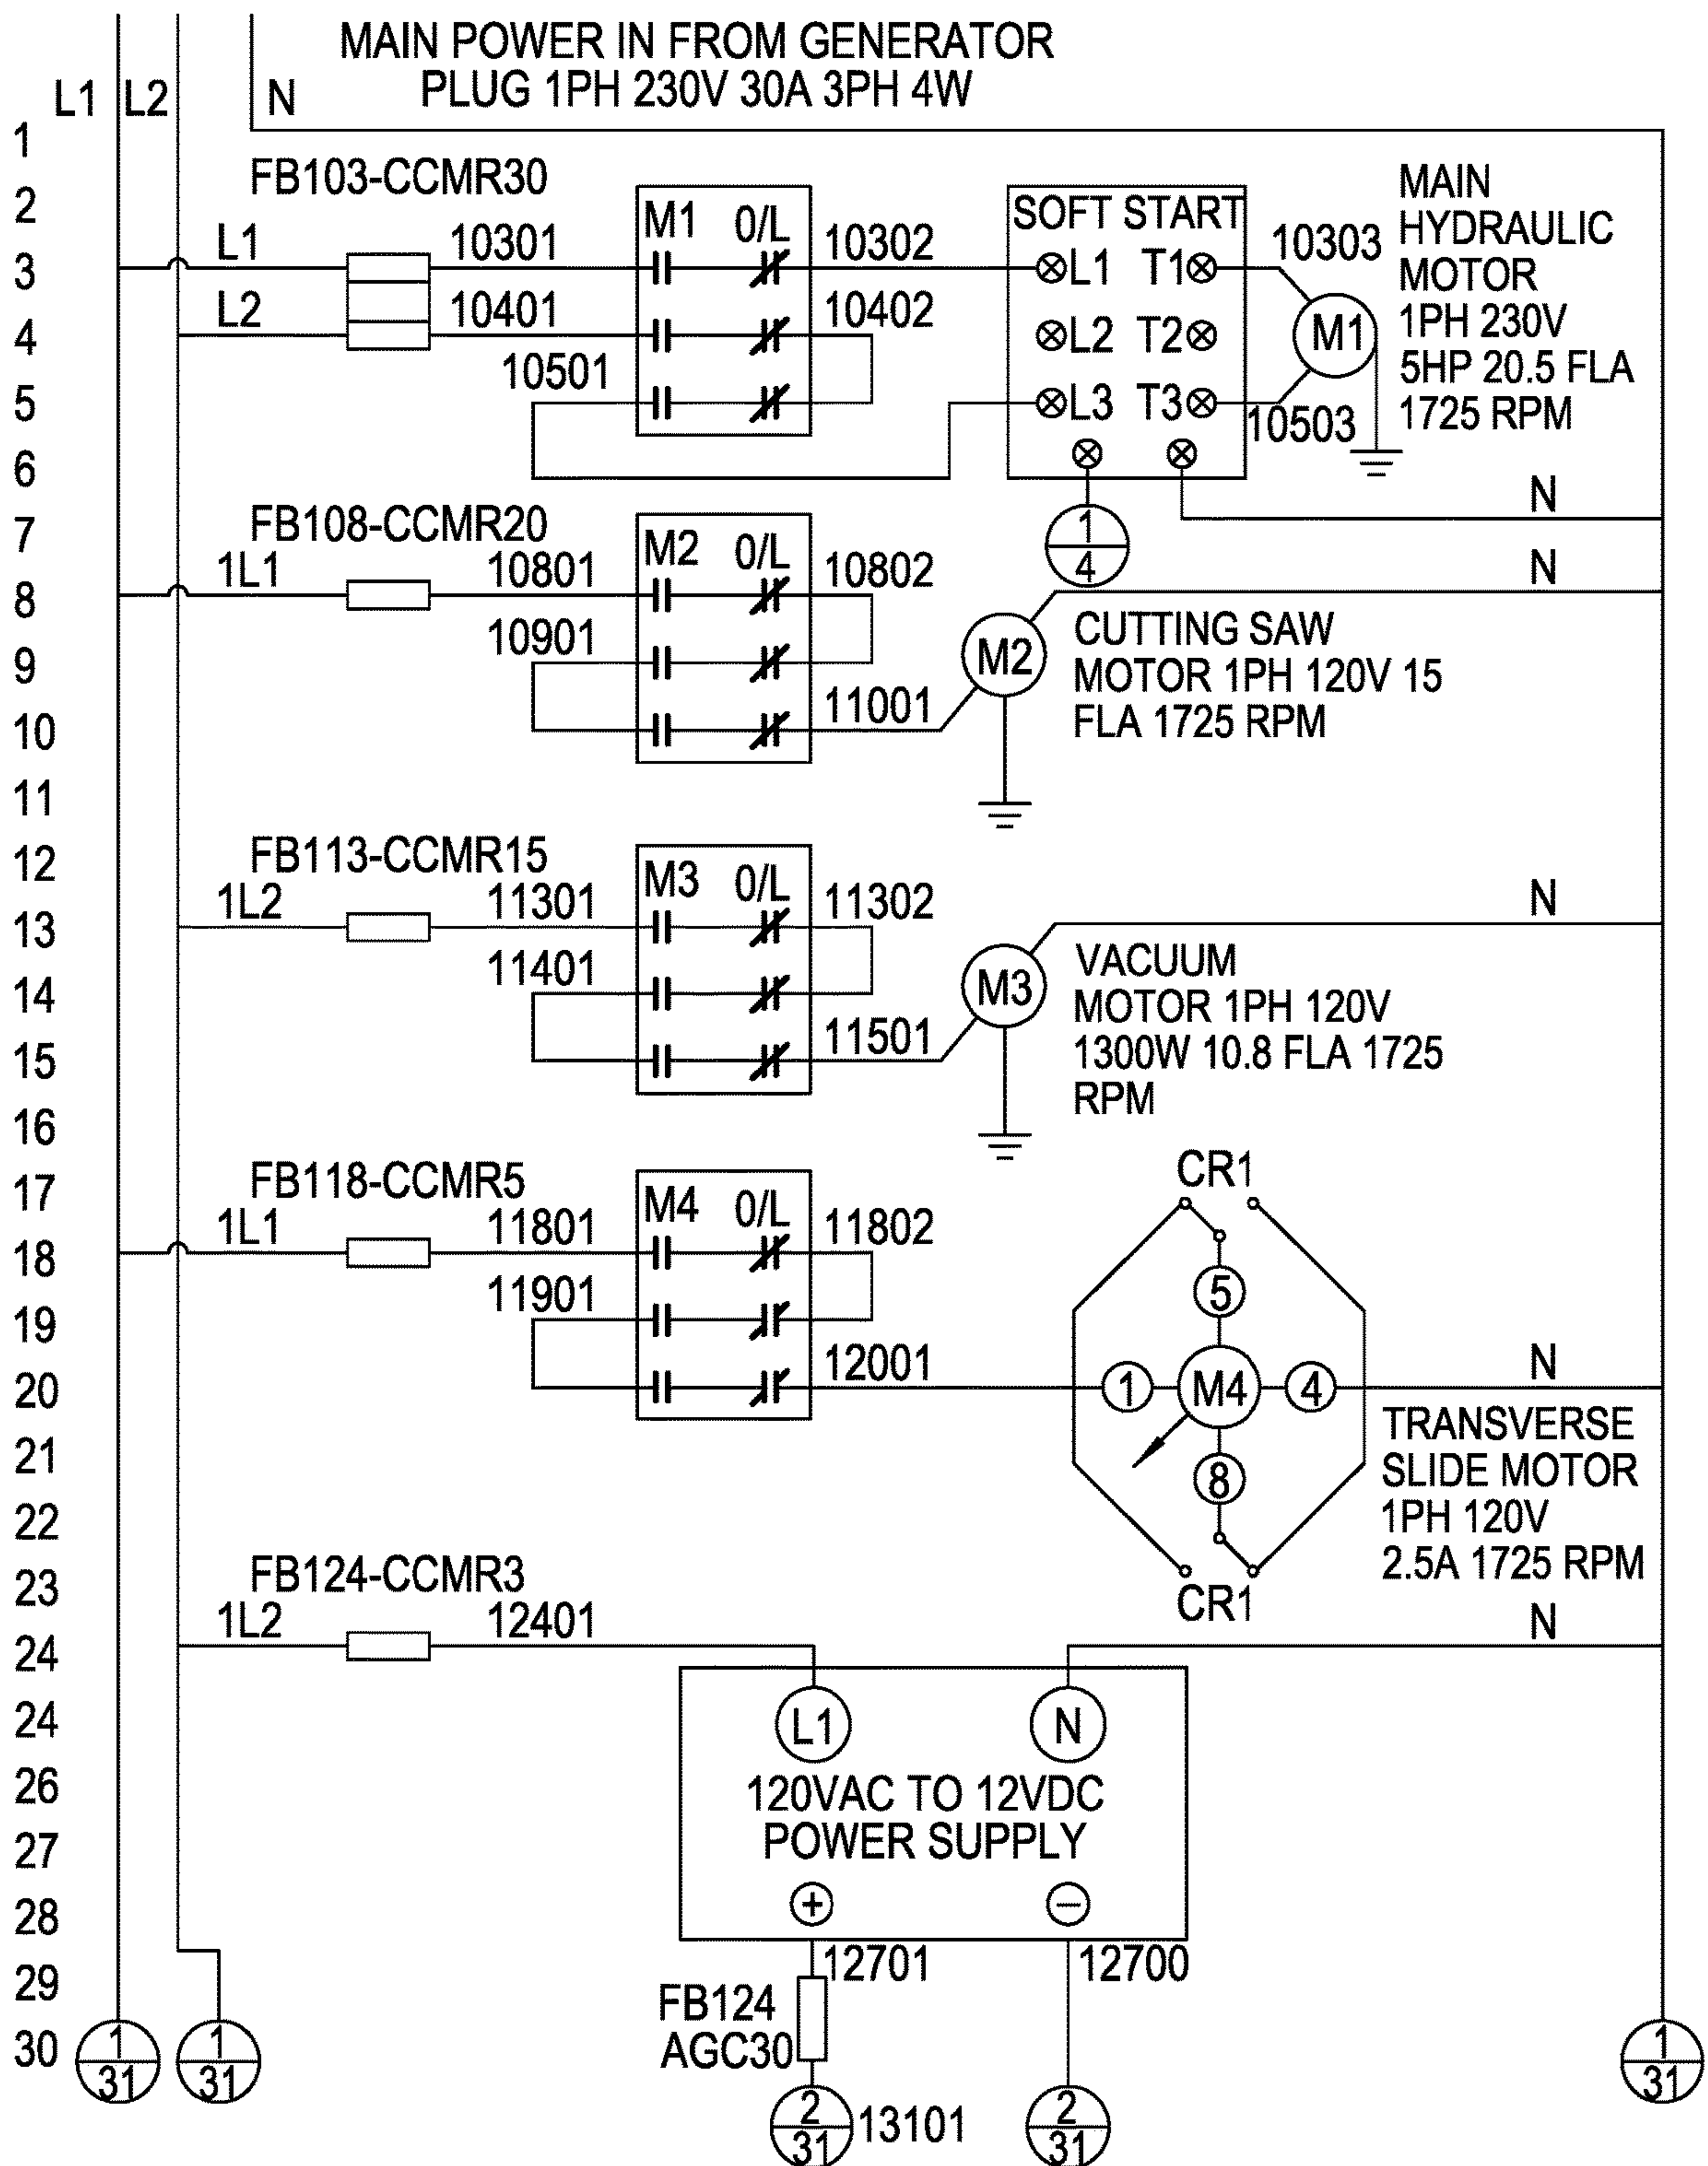 MAIN POWER IN FROM GENERATOR
PLUG 1PH 230V 30A 3PH 4W
L1 L2 N
1
FB103-CCMR30
2
M1 0/L
SOFT START
MAIN
HYDRAULIC
MOTOR
1PH 230V
5HP 20.5 FLA
1725 RPM
3
L1 10301 10302 L1 T1 10303
4
L2 10401 10402 L2 T2 M1
5
10501 L3 T3 10503
6
N
7
FB108-CCMR20
M2 0/L
1
4
N
8
1L1 10801 10802
9
10901 M2
CUTTING SAW
MOTOR 1PH 120V 15
FLA 1725 RPM
10
11001
11
12
FB113-CCMR15
M3 0/L
13
1L2 11301 11302 N
14
11401 M3
VACUUM
MOTOR 1PH 120V
1300W 10.8 FLA 1725
RPM
15
11501
16
17
FB118-CCMR5
M4 0/L
CR1
18
1L1 11801 11802
19
11901 5
20
12001 1 M4 4 N
TRANSVERSE
SLIDE MOTOR
1PH 120V
2.5A 1725 RPM
21
8
22
23
FB124-CCMR3
CR1
24
1L2 12401 N
24
L1 N
26
120VAC TO 12VDC
27
POWER SUPPLY
28
+ −
29
12701 12700
FB124
AGC30
30
1
31
1
31
1
31
2
31
13101
2
31